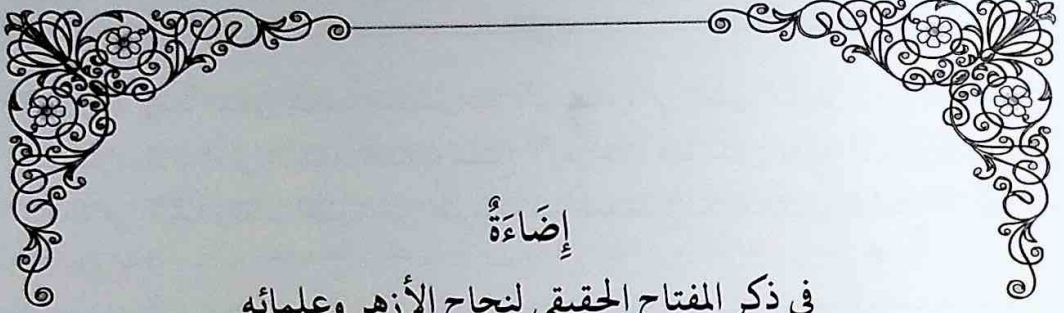 إِضَاءَةٌ
في ذكر المفتاح الحقيقي لنجاح الأزهر وعلمائه